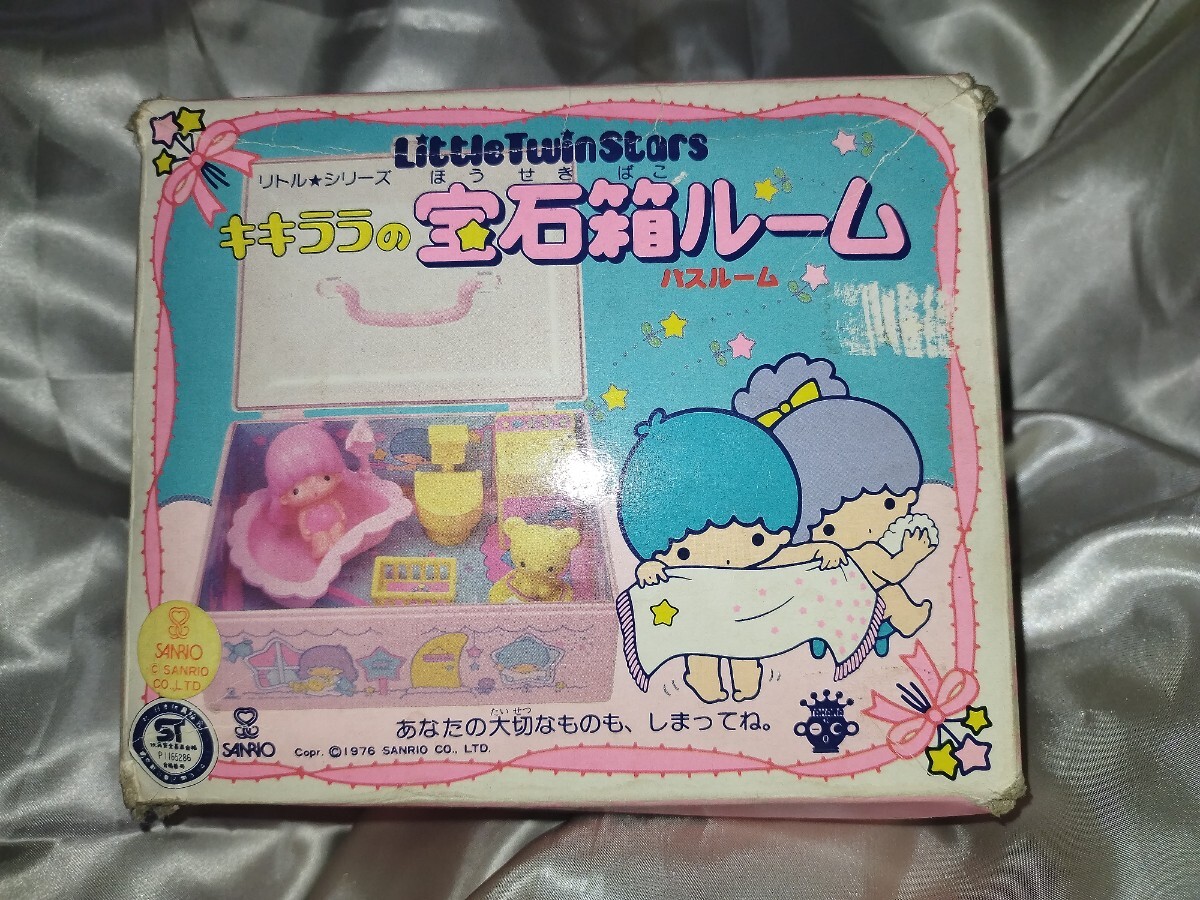 LittleTwinStars
リトル★シリーズ
ほうせきばこ
キキララの宝石箱ルーム
バスルーム
SANRIO
© SANRIO
CO.,LTD
ST
P1166286
SANRIO
たいせつ
あなたの大切なものも、しまってね。
Copr. ©1976 SANRIO CO., LTD.
TAKARA